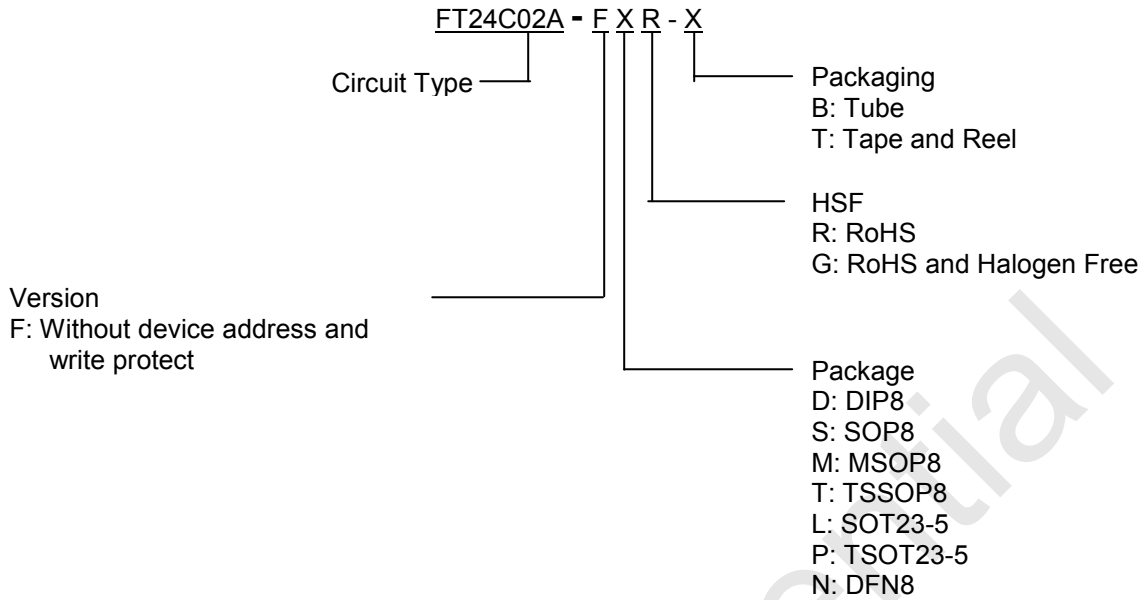 FT24C02A - F X R - X
Circuit Type
Packaging
B: Tube
T: Tape and Reel
HSF
R: RoHS
G: RoHS and Halogen Free
Version
F: Without device address and
write protect
Package
D: DIP8
S: SOP8
M: MSOP8
T: TSSOP8
L: SOT23-5
P: TSOT23-5
N: DFN8